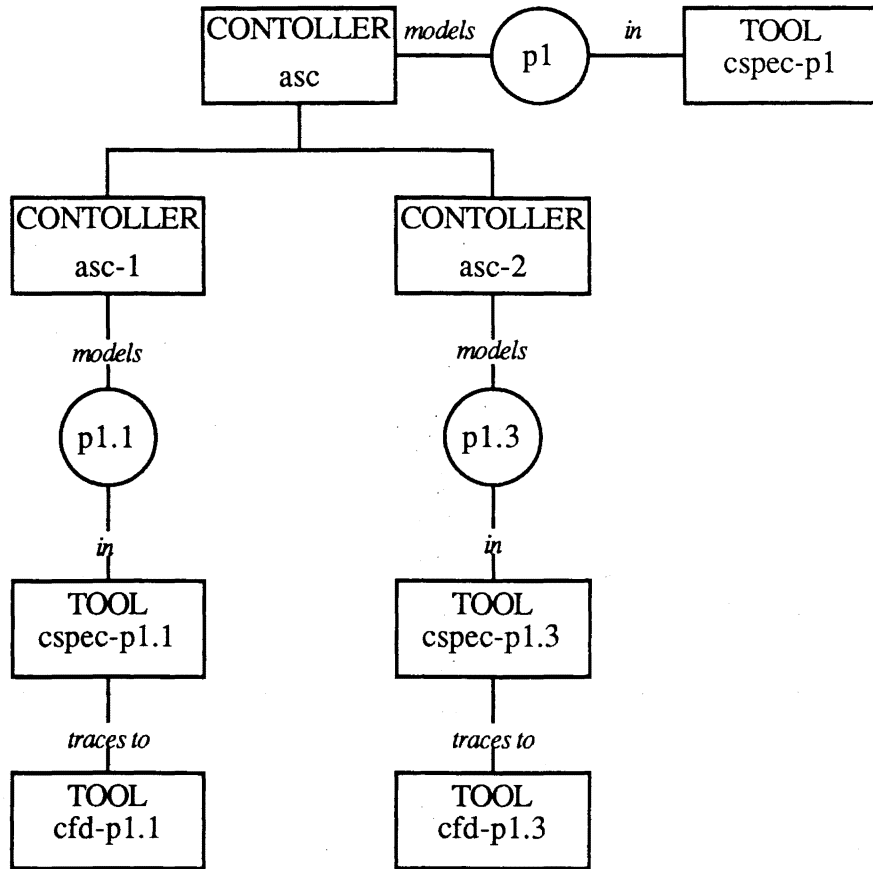 CONTOLLER
asc
models
p1
in
TOOL
cspec-p1
CONTOLLER
asc-1
CONTOLLER
asc-2
models
models
p1.1
p1.3
in
in
TOOL
cspec-p1.1
TOOL
cspec-p1.3
traces to
traces to
TOOL
cfd-p1.1
TOOL
cfd-p1.3